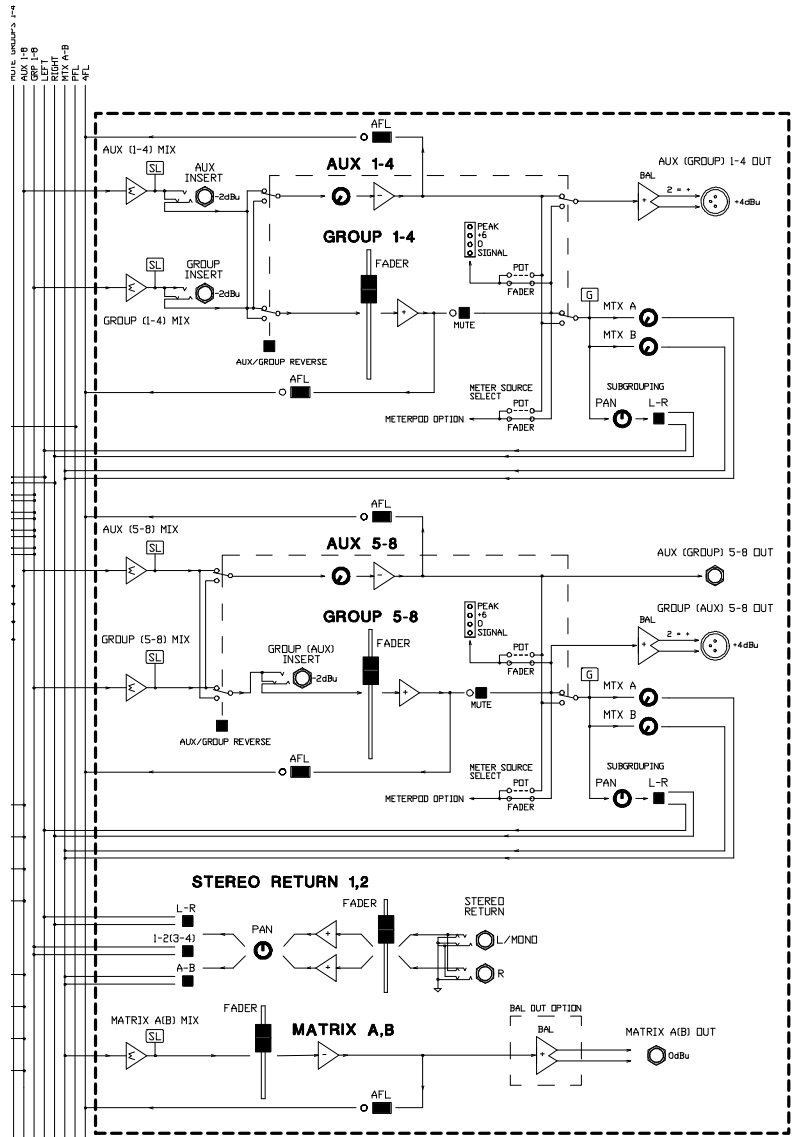 MUTE GROUPS 1-4
AUX 1-8
GRP 1-8
LEFT
RIGHT
MTX A-B
PFL
AFL
AFL
AUX (1-4) MIX
SL
AUX
INSERT
-2dBu
AUX 1-4
AUX (GROUP) 1-4 OUT
BAL
Σ
-
+
2 = +
+4dBu
GROUP 1-4
PEAK
+6
0
SIGNAL
SL
GROUP
INSERT
-2dBu
FADER
POT
FADER
Σ
+
G
MTX A
GROUP (1-4) MIX
MUTE
MTX B
AUX/GROUP REVERSE
AFL
METER SOURCE
SELECT
POT
SUBGROUPING
PAN
L-R
METERPOD OPTION
FADER
AFL
AUX (5-8) MIX
SL
AUX 5-8
AUX (GROUP) 5-8 OUT
Σ
-
GROUP 5-8
PEAK
+6
0
SIGNAL
GROUP (AUX) 5-8 OUT
BAL
+
2 = +
+4dBu
GROUP (5-8) MIX
SL
GROUP (AUX)
INSERT
-2dBu
FADER
POT
FADER
Σ
+
G
MTX A
MUTE
MTX B
AUX/GROUP REVERSE
AFL
METER SOURCE
SELECT
POT
SUBGROUPING
PAN
L-R
METERPOD OPTION
FADER
STEREO RETURN 1,2
L-R
PAN
FADER
STEREO
RETURN
1-2(3-4)
+
L/MONO
A-B
+
R
MATRIX A(B) MIX
SL
FADER
MATRIX A,B
BAL OUT OPTION
BAL
MATRIX A(B) OUT
Σ
-
+
0dBu
AFL